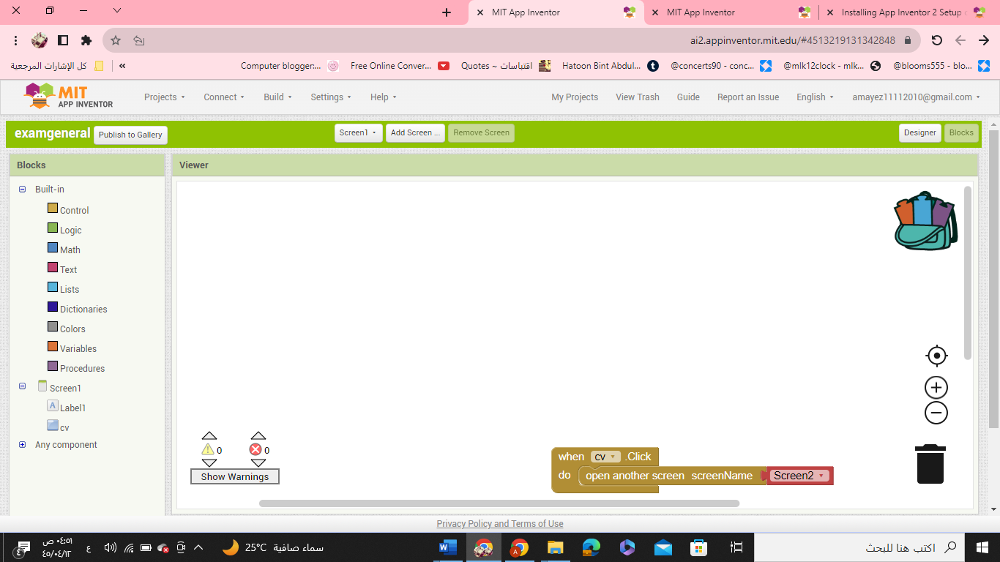 MIT App Inventor
MIT App Inventor
Installing App Inventor 2 Setup
ai2.appinventor.mit.edu/#4513219131342848
كل الإشارات المرجعية
«
Computer blogger:...
Free Online Conver...
Quotes ~ اقتباسات
Hatoon Bint Abdul...
@concerts90 - conc...
@mlk12clock - mlk...
@blooms555 - blo...
MIT
APP INVENTOR
Projects
Connect
Build
Settings
Help
My Projects
View Trash
Guide
Report an Issue
English
amayez11112010@gmail.com
examgeneral
Publish to Gallery
Screen1
Add Screen ...
Remove Screen
Designer
Blocks
Blocks
Viewer
Built-in
Control
Logic
Math
Text
Lists
Dictionaries
Colors
Variables
Procedures
Screen1
A Label1
cv
Any component
0
0
Show Warnings
when cv .Click
do open another screen screenName Screen2
Privacy Policy and Terms of Use
٠٤:٥١ ص
٤٥/٠٤/١٢
٤
ع
25°C سماء صافية
اكتب هنا للبحث